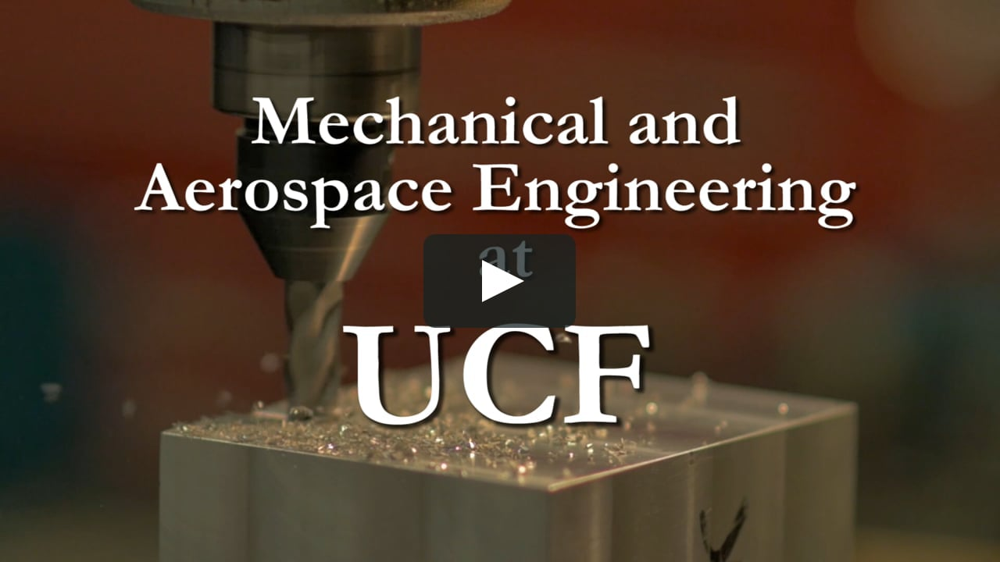 Mechanical and
Aerospace Engineering
at
UCF